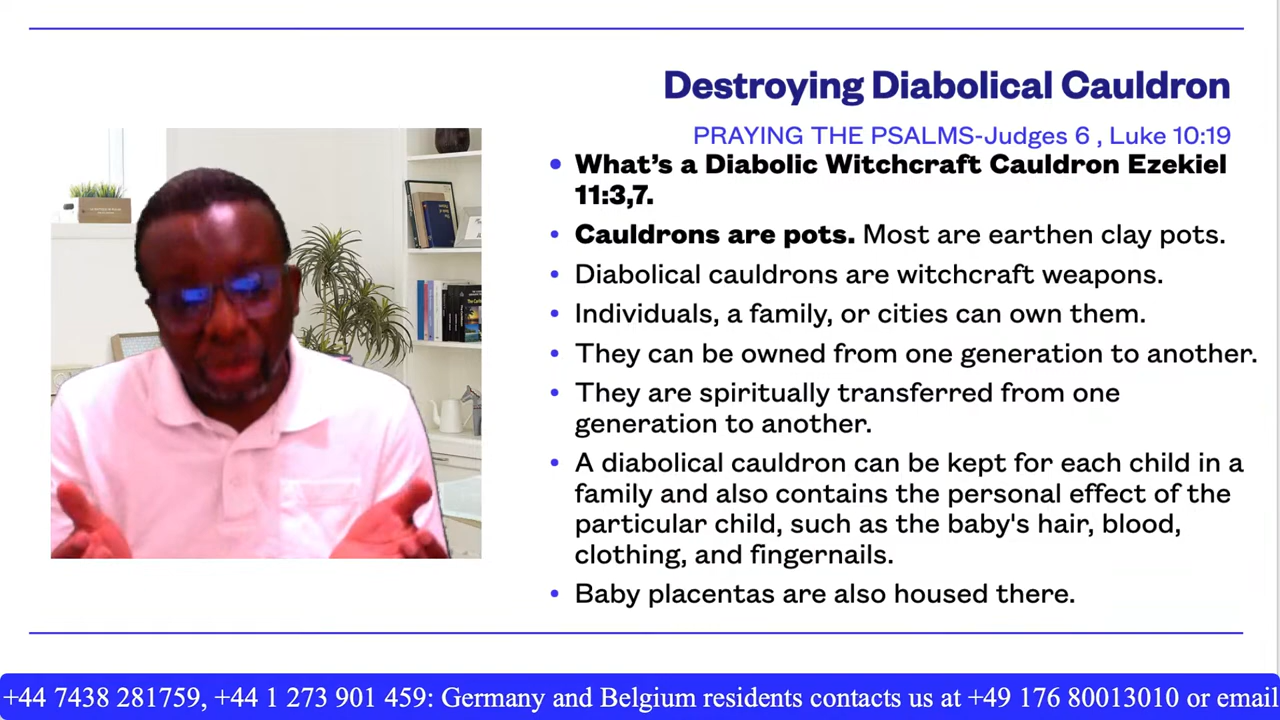 Destroying Diabolical Cauldron
PRAYING THE PSALMS-Judges 6 , Luke 10:19
• What’s a Diabolic Witchcraft Cauldron Ezekiel
11:3,7.
• Cauldrons are pots. Most are earthen clay pots.
• Diabolical cauldrons are witchcraft weapons.
• Individuals, a family, or cities can own them.
• They can be owned from one generation to another.
• They are spiritually transferred from one
generation to another.
• A diabolical cauldron can be kept for each child in a
family and also contains the personal effect of the
particular child, such as the baby's hair, blood,
clothing, and fingernails.
• Baby placentas are also housed there.
+44 7438 281759, +44 1 273 901 459: Germany and Belgium residents contacts us at +49 176 80013010 or email